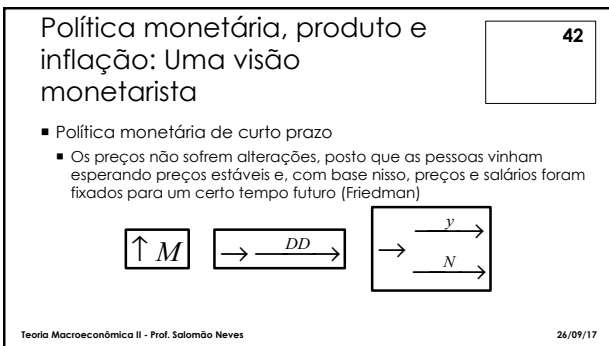 Política monetária, produto e
inflação: Uma visão
monetarista
42
▪ Política monetária de curto prazo
▪ Os preços não sofrem alterações, posto que as pessoas vinham
esperando preços estáveis e, com base nisso, preços e salários foram
fixados para um certo tempo futuro (Friedman)
↑ M → DD → → y →
N →
Teoria Macroeconômica II - Prof. Salomão Neves 26/09/17